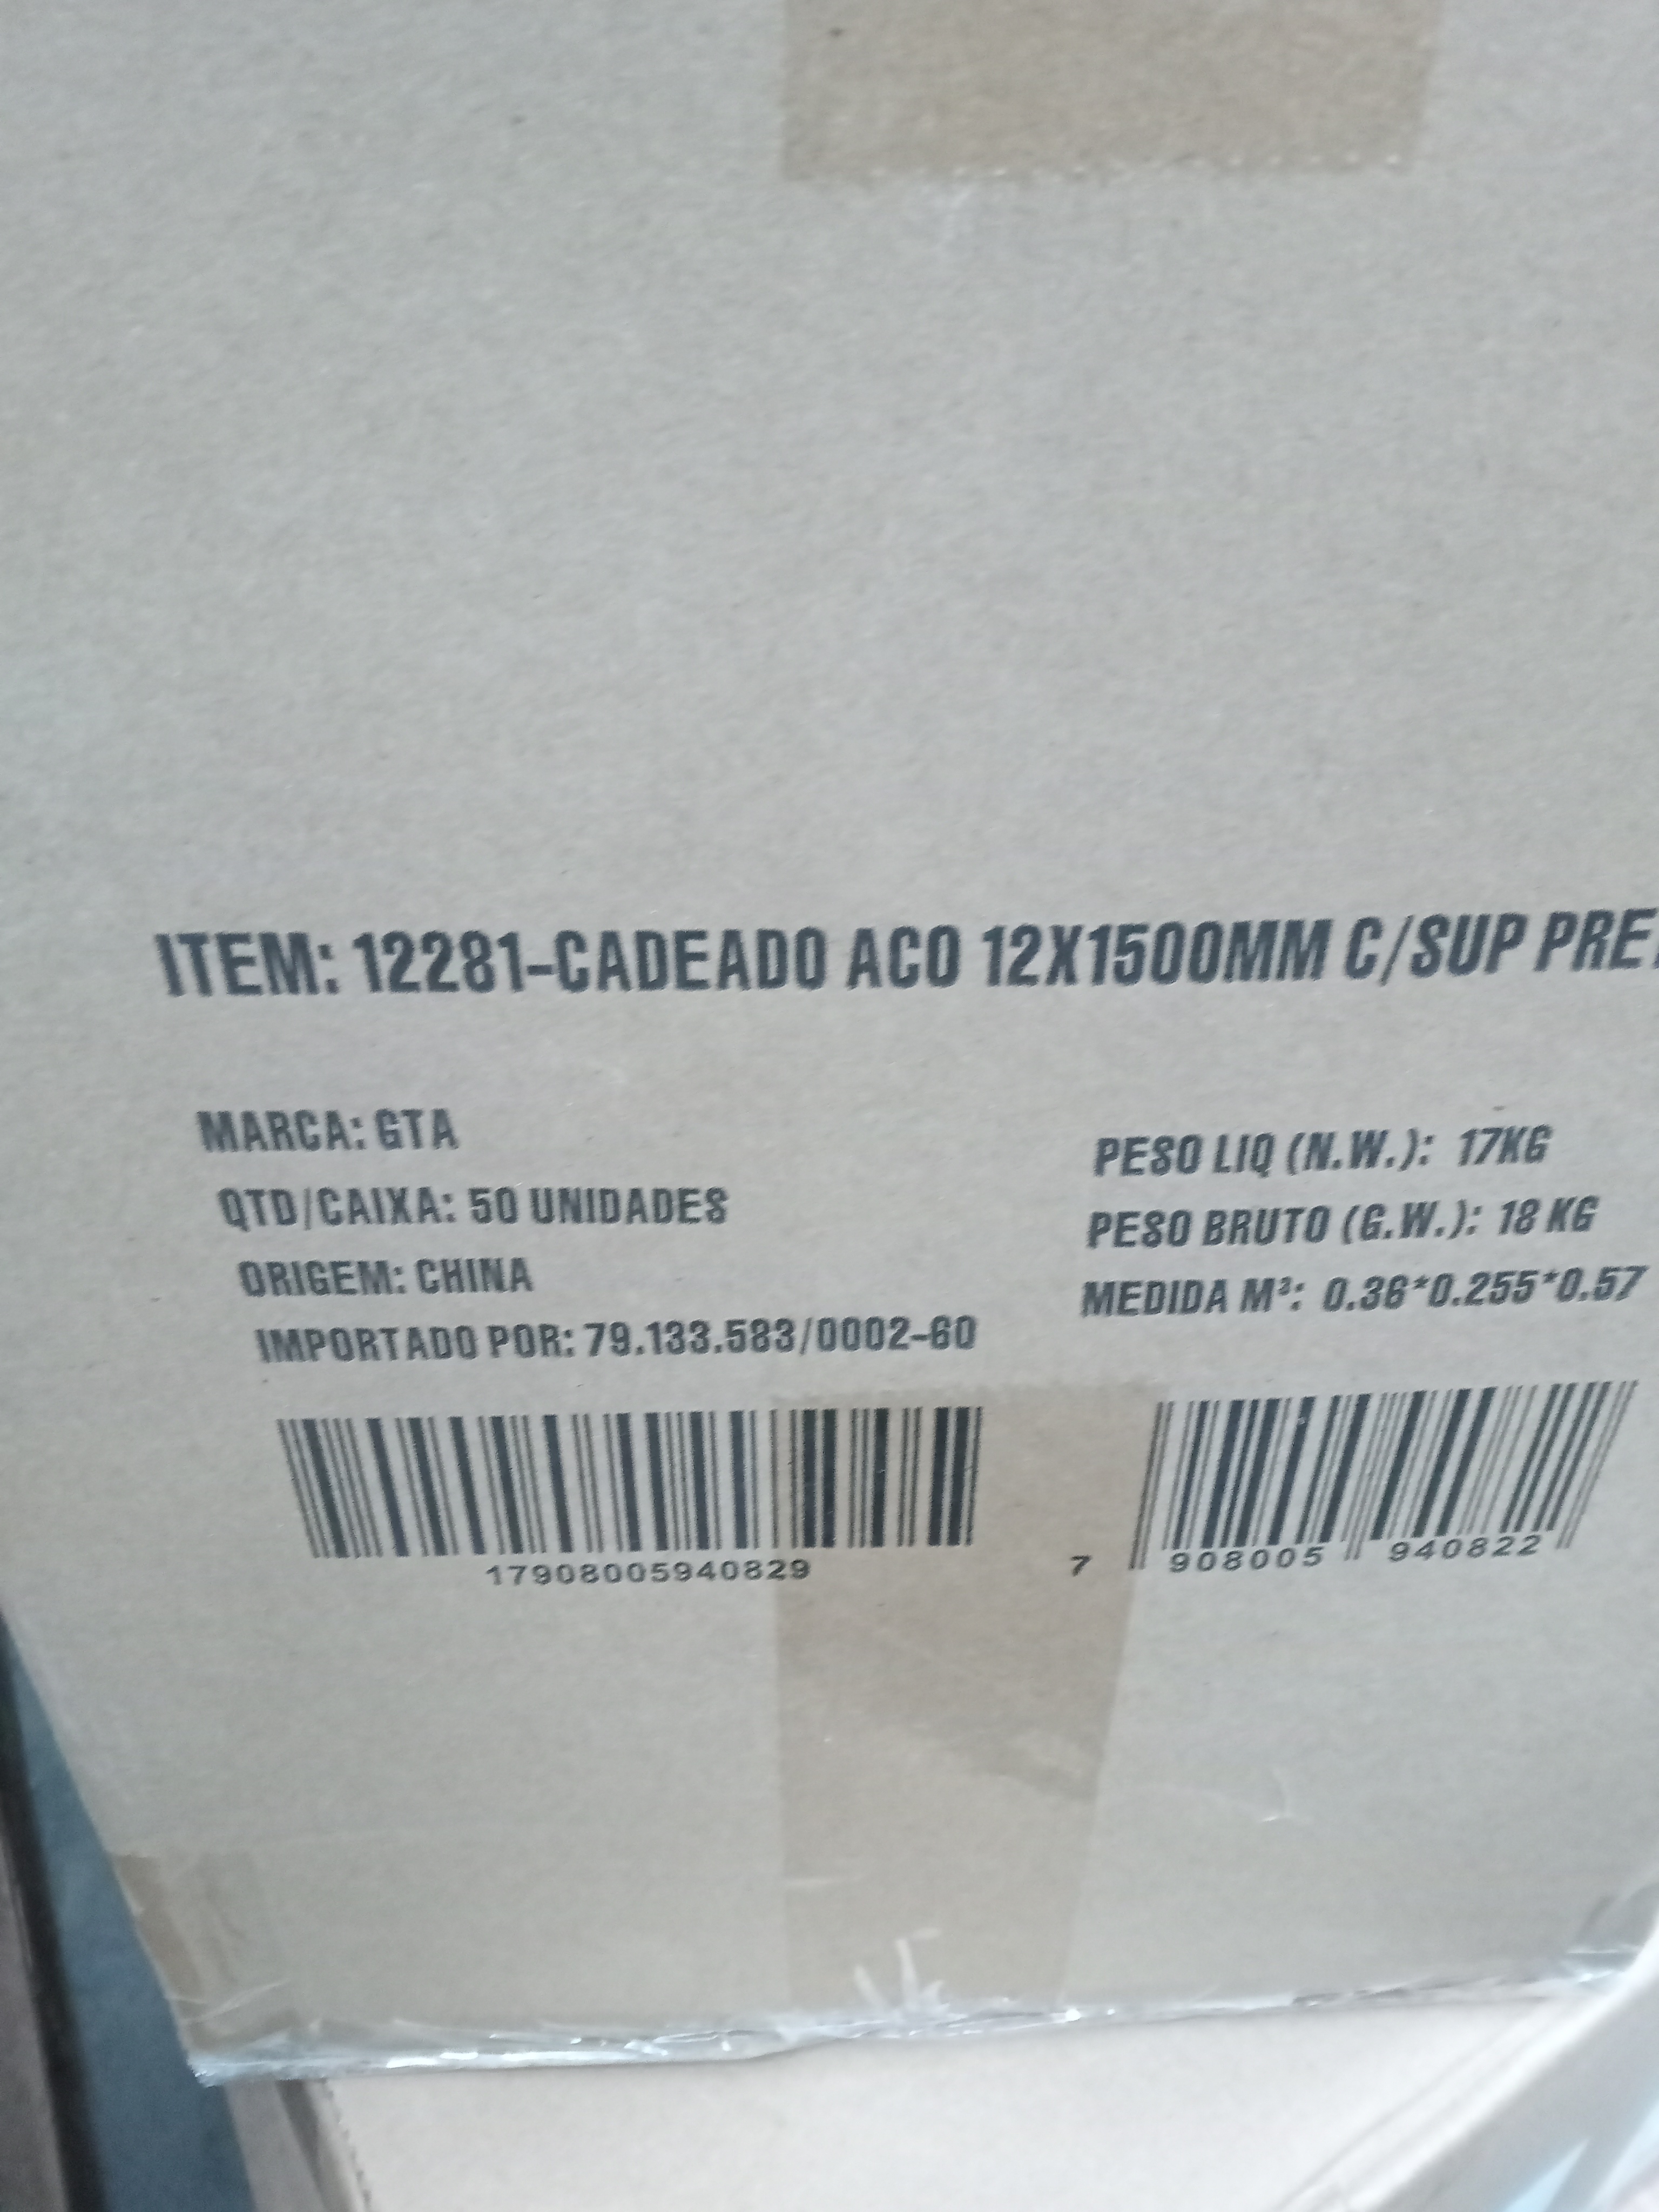 ITEM: 12281-CADEADO ACO 12X1500MM C/SUP PRE
MARCA: GTA
QTD/CAIXA: 50 UNIDADES
ORIGEM: CHINA
IMPORTADO POR: 79.133.583/0002-60
PESO LIQ (N.W.): 17KG
PESO BRUTO (G.W.): 18 KG
MEDIDA M³: 0.36*0.255*0.57
17908005940829
7 908005 940822